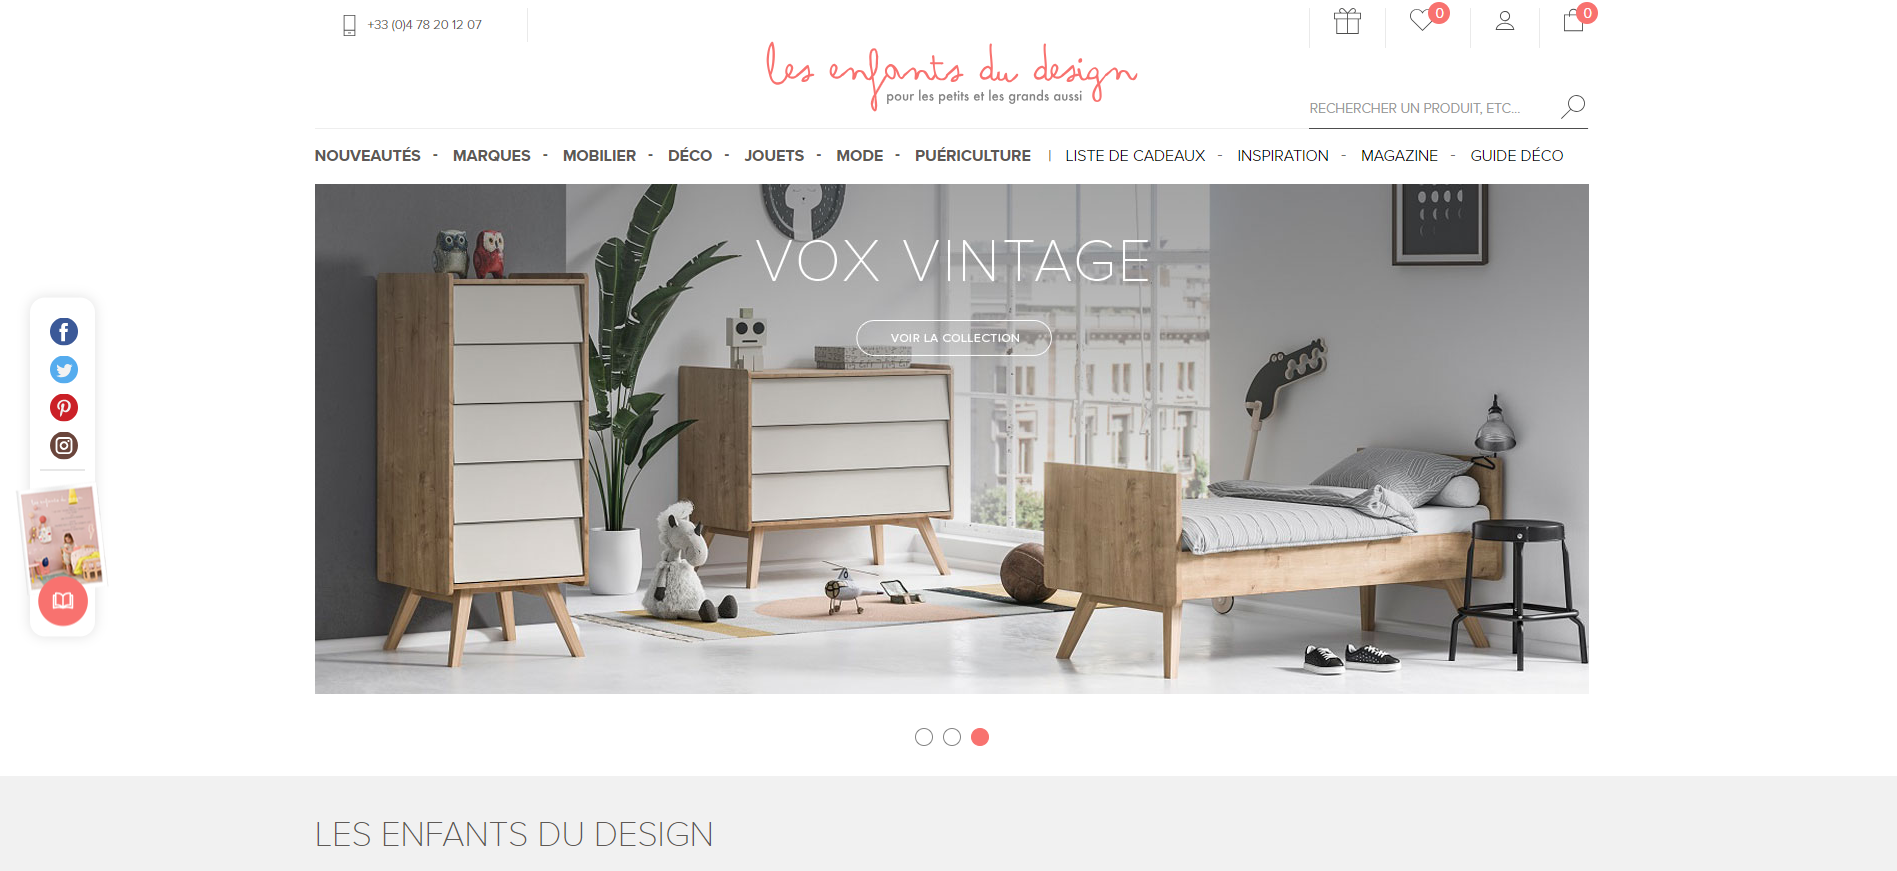 +33 (0)4 78 20 12 07
0
0
les enfants du design
pour les petits et les grands aussi
RECHERCHER UN PRODUIT, ETC...
NOUVEAUTÉS - MARQUES - MOBILIER - DÉCO - JOUETS - MODE - PUÉRICULTURE | LISTE DE CADEAUX - INSPIRATION - MAGAZINE - GUIDE DÉCO
VOX VINTAGE
VOIR LA COLLECTION
LES ENFANTS DU DESIGN